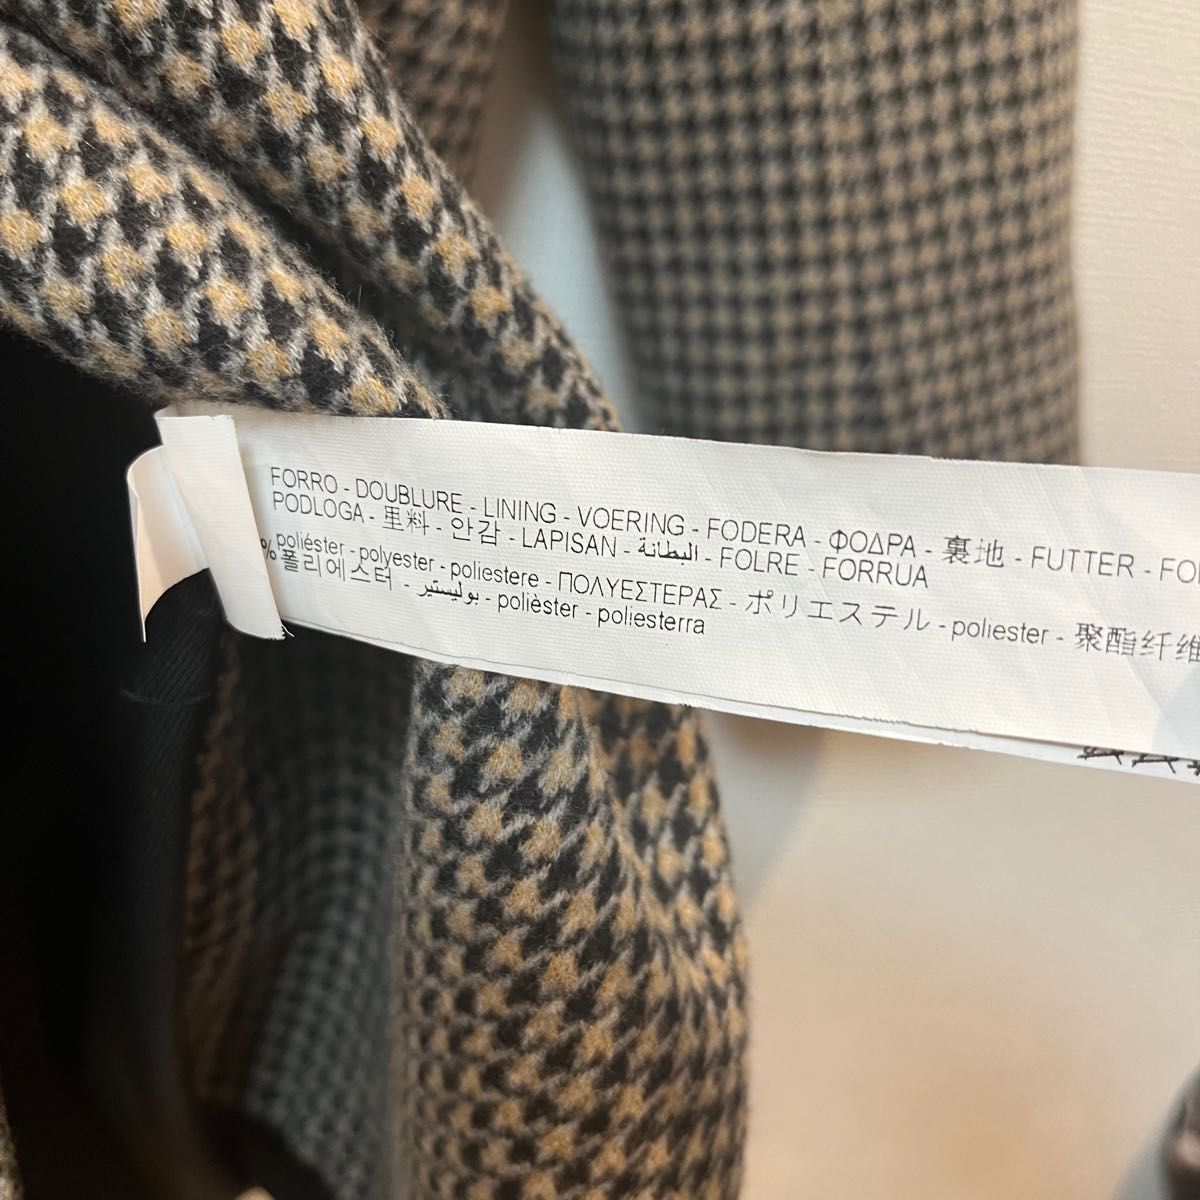 FORRO - DOUBLURE - LINING - VOERING - FODERA - ΦΟΔΡΑ - 裏地 - FUTTER -
PODLOGA - 里料 - 안감 - LAPISAN - البطانة - FOLRE - FORRUA
% poliéster - polyester - poliestere - ΠΟΛΥΕΣΤΕΡΑΣ - ポリエステル - poliester - 聚酯纤维
폴리에스터 - بوليستير - polièster - poliesterra